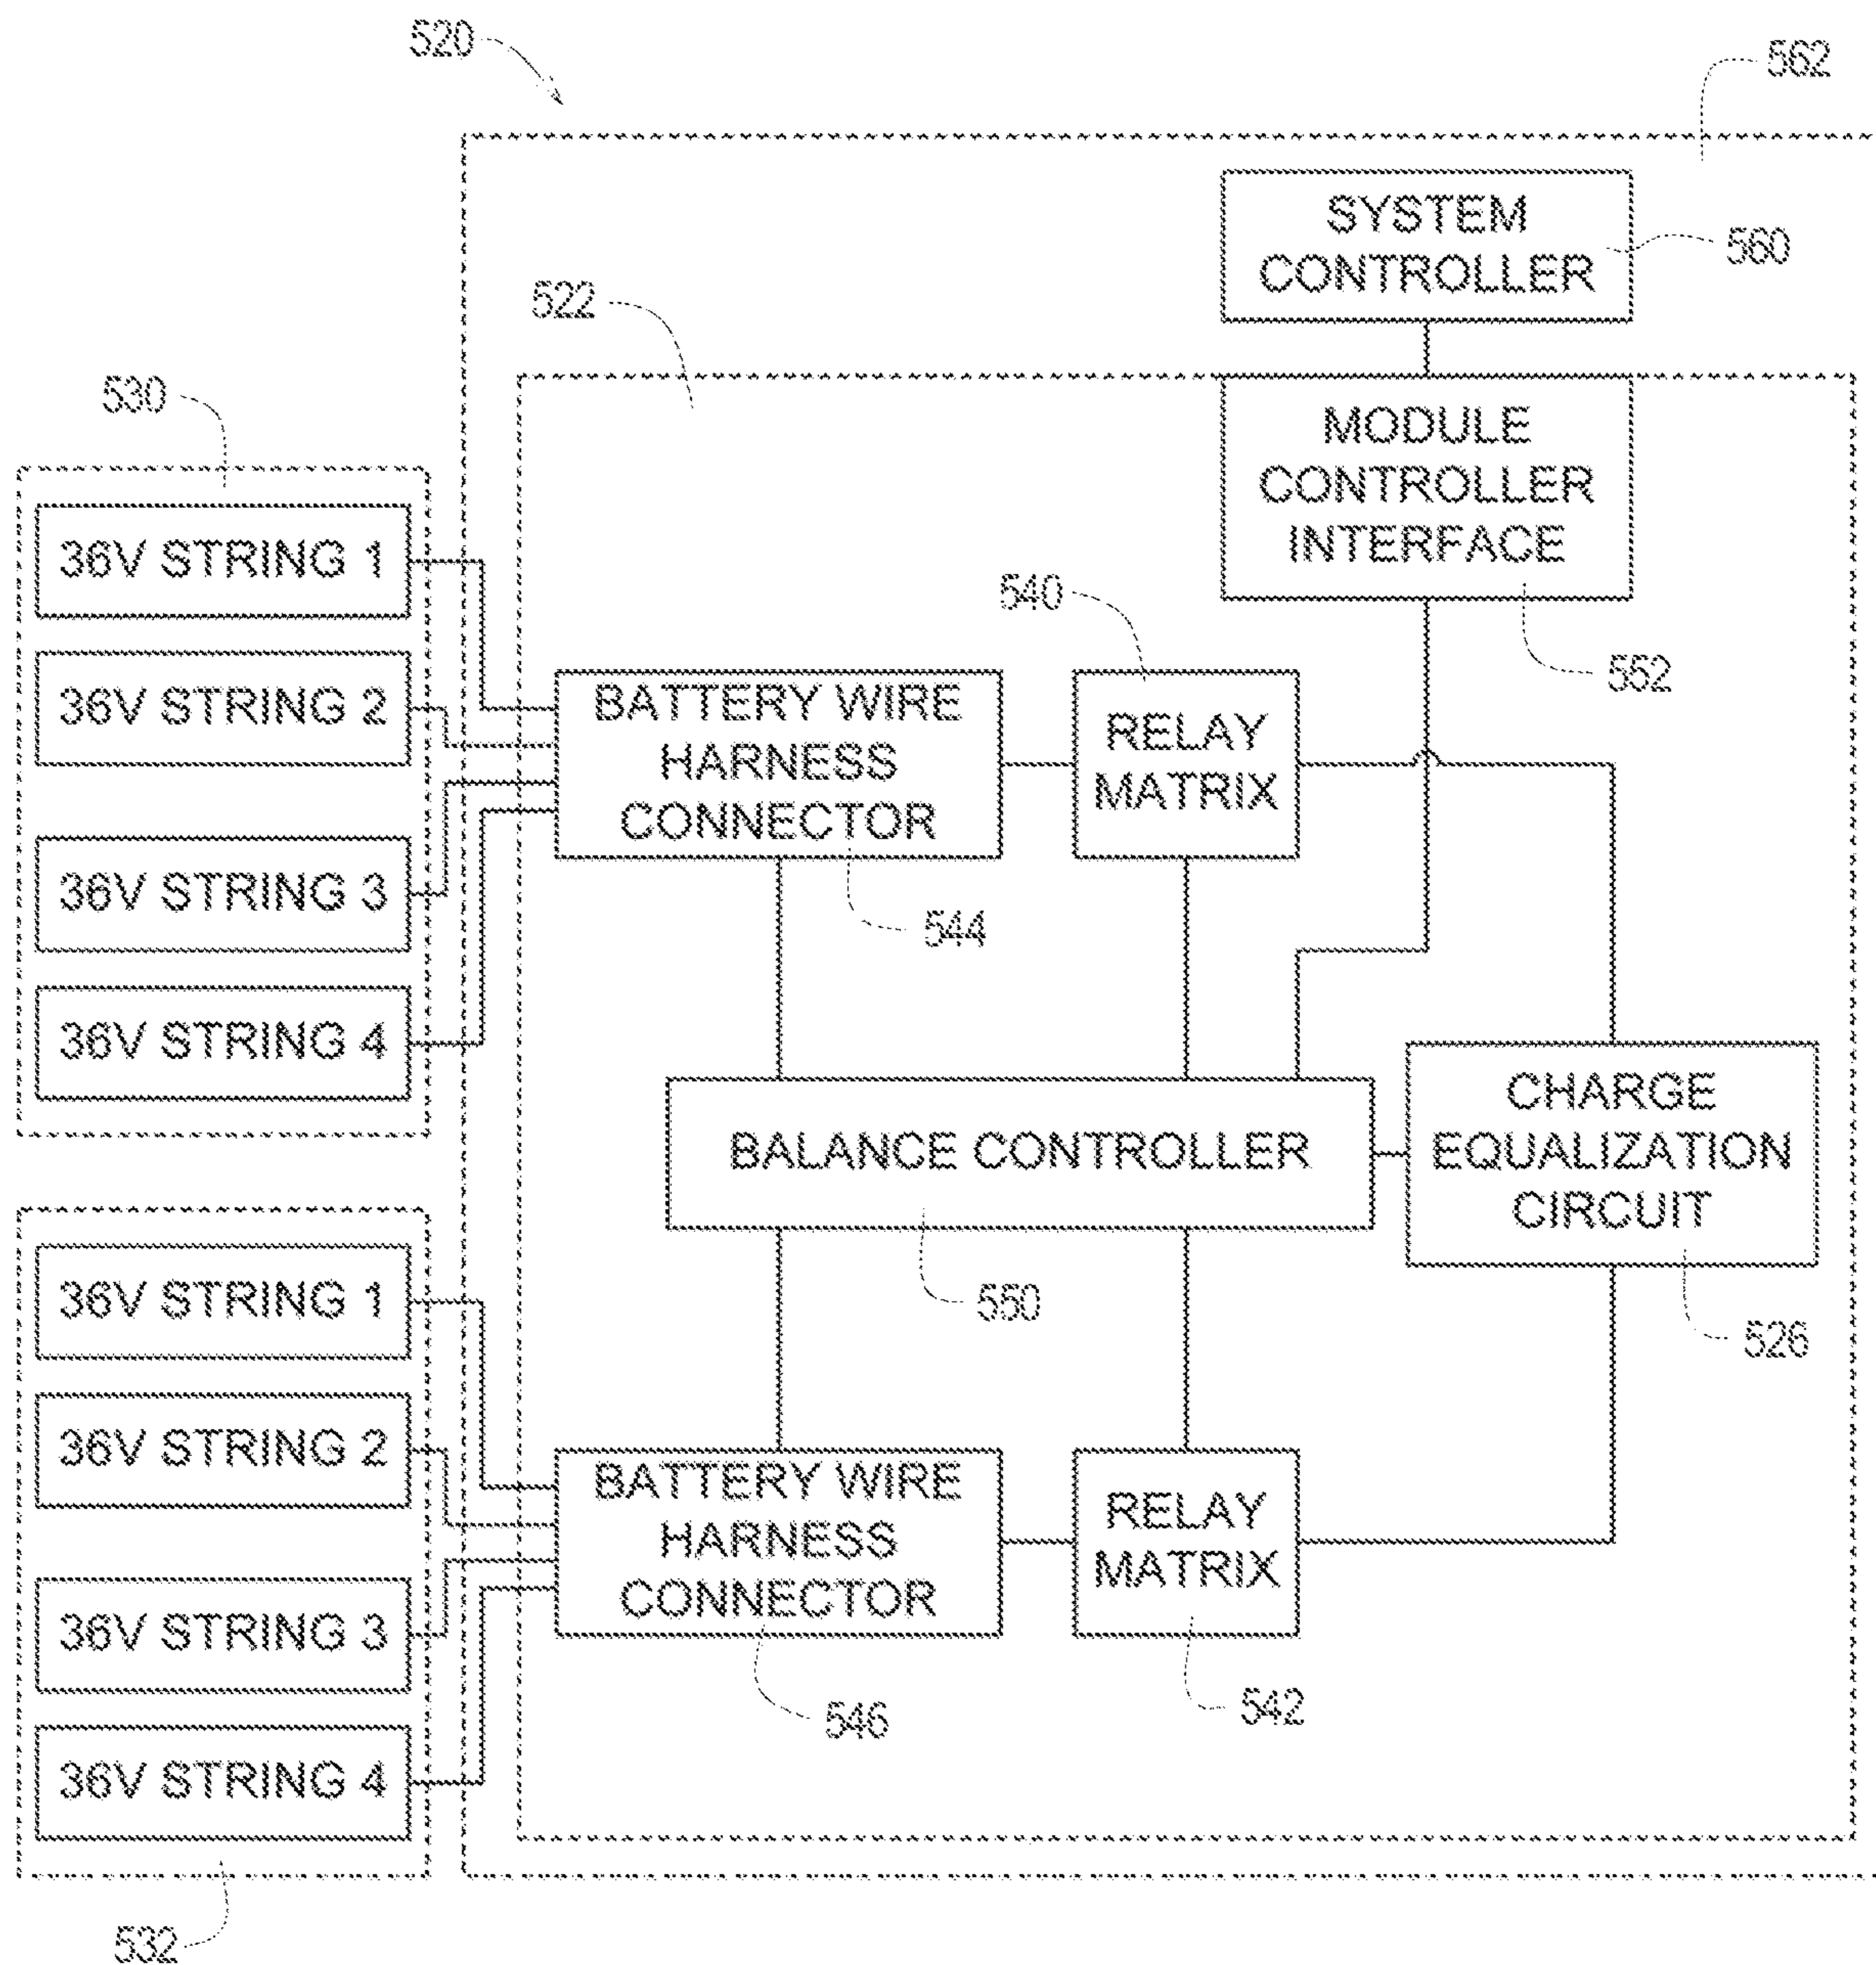 520
562
SYSTEM
CONTROLLER
560
522
530
MODULE
CONTROLLER
INTERFACE
552
36V STRING 1
36V STRING 2
36V STRING 3
36V STRING 4
540
BATTERY WIRE
HARNESS
CONNECTOR
544
RELAY
MATRIX
BALANCE CONTROLLER
550
CHARGE
EQUALIZATION
CIRCUIT
526
36V STRING 1
36V STRING 2
36V STRING 3
36V STRING 4
BATTERY WIRE
HARNESS
CONNECTOR
546
RELAY
MATRIX
542
532